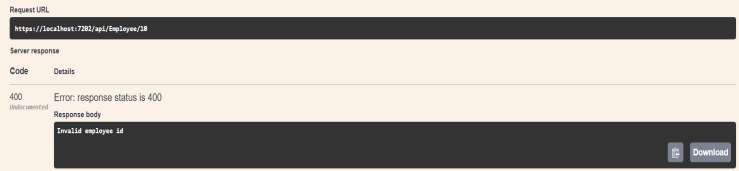 Request URL
https://localhost:7202/api/Employee/10
Server response
Code Details
400 Error: response status is 400
Undocumented
Response body
Invalid employee id
Download